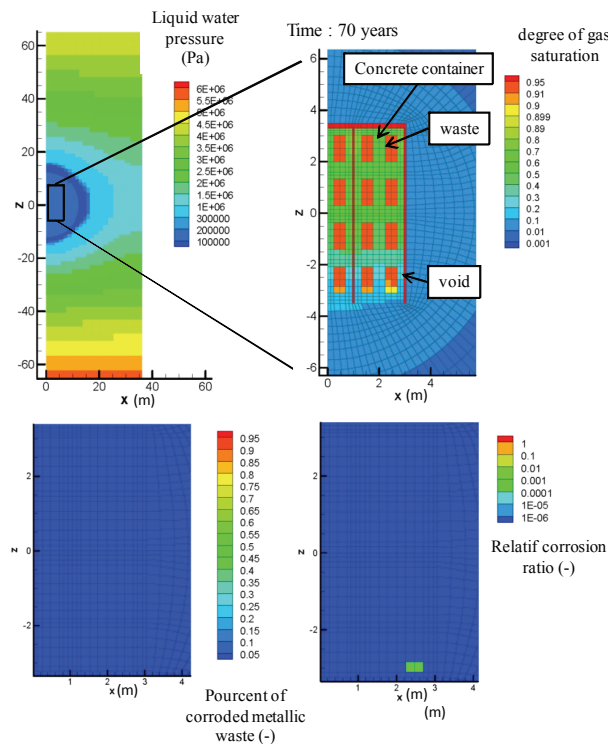 Liquid water
pressure
(Pa)
Time : 70 years
degree of gas
saturation
Concrete container
waste
void
60
40
20
0
-20
-40
-60
z
0
20
40
60
x (m)
6E+06
5.5E+06
5E+06
4.5E+06
4E+06
3.5E+06
3E+06
2.5E+06
2E+06
1.5E+06
1E+06
300000
200000
100000
6
4
2
0
-2
-4
-6
z
0
2
4
x (m)
0.95
0.91
0.9
0.899
0.89
0.8
0.7
0.6
0.5
0.4
0.3
0.2
0.1
0.01
0.001
2
0
-2
z
1
2
3
4
x (m)
0.95
0.9
0.85
0.8
0.75
0.7
0.65
0.6
0.55
0.5
0.45
0.4
0.35
0.3
0.25
0.2
0.15
0.1
0.05
Pourcent of
corroded metallic
waste (-)
2
0
-2
z
1
2
3
4
x (m)
(m)
1
0.1
0.01
0.001
0.0001
1E-05
1E-06
Relatif corrosion
ratio (-)